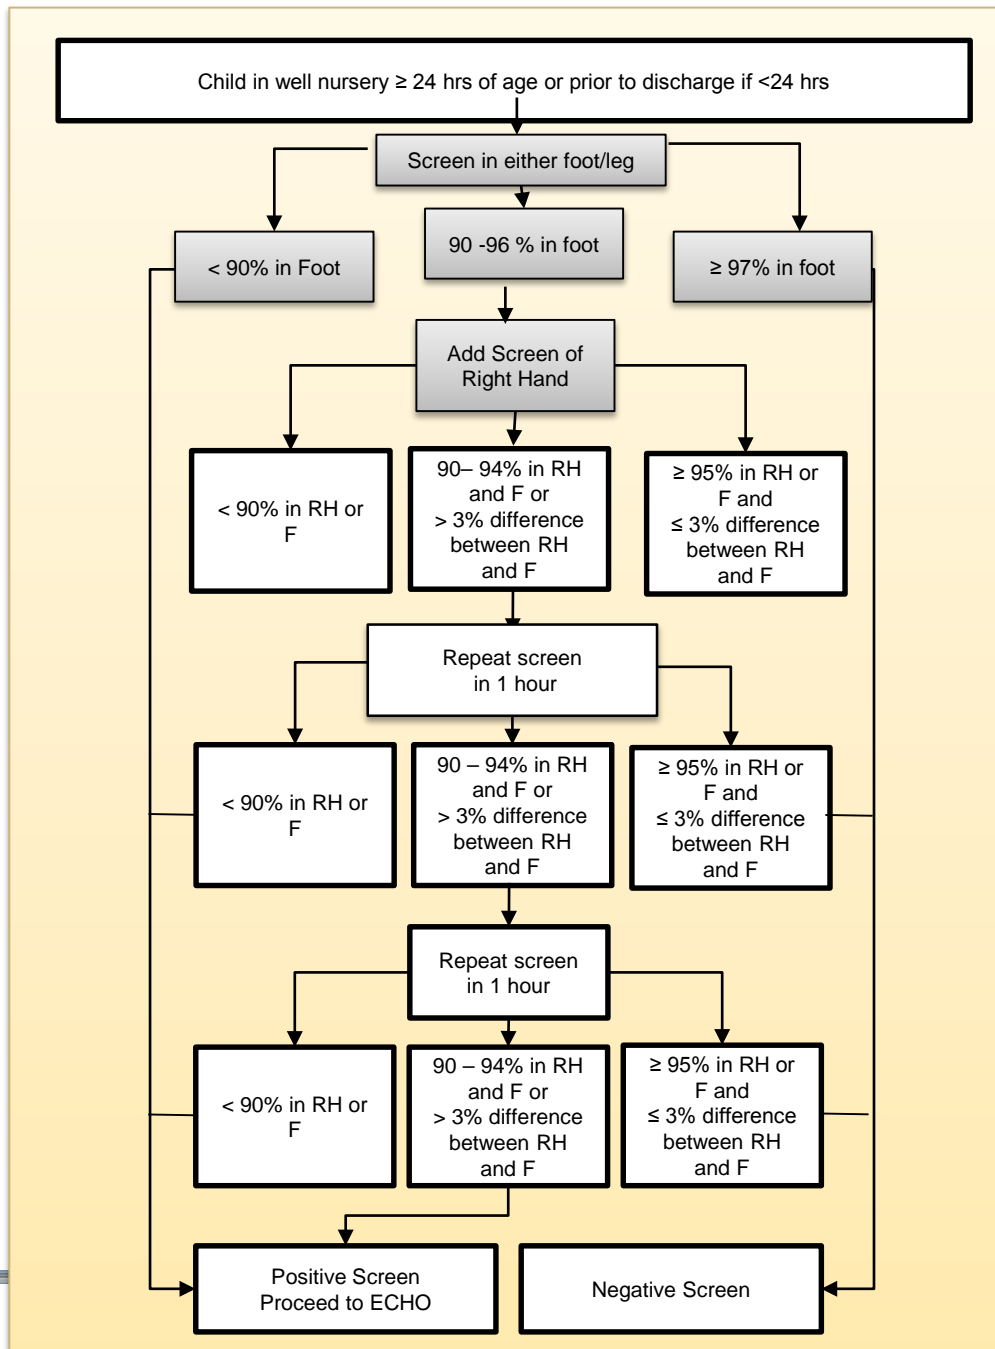 Child in well nursery ≥ 24 hrs of age or prior to discharge if <24 hrs
Screen in either foot/leg
< 90% in Foot
90 -96 % in foot
≥ 97% in foot
Add Screen of
Right Hand
< 90% in RH or
F
90– 94% in RH
and F or
> 3% difference
between RH
and F
≥ 95% in RH or
F and
≤ 3% difference
between RH
and F
Repeat screen
in 1 hour
< 90% in RH or
F
90 – 94% in RH
and F or
> 3% difference
between RH
and F
≥ 95% in RH or
F and
≤ 3% difference
between RH
and F
Repeat screen
in 1 hour
< 90% in RH or
F
90 – 94% in RH
and F or
> 3% difference
between RH
and F
≥ 95% in RH or
F and
≤ 3% difference
between RH
and F
Positive Screen
Proceed to ECHO
Negative Screen